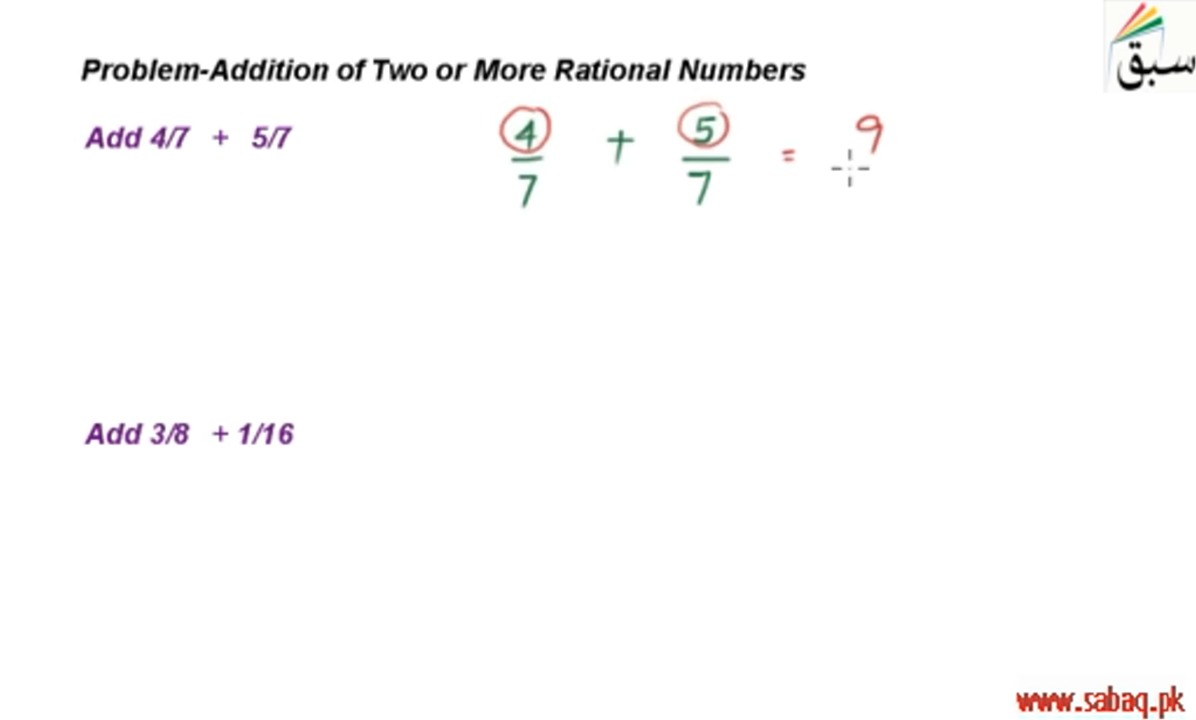 سبق
Problem-Addition of Two or More Rational Numbers
Add 4/7 + 5/7
4/7 + 5/7 = 9
Add 3/8 + 1/16
www.sabaq.pk